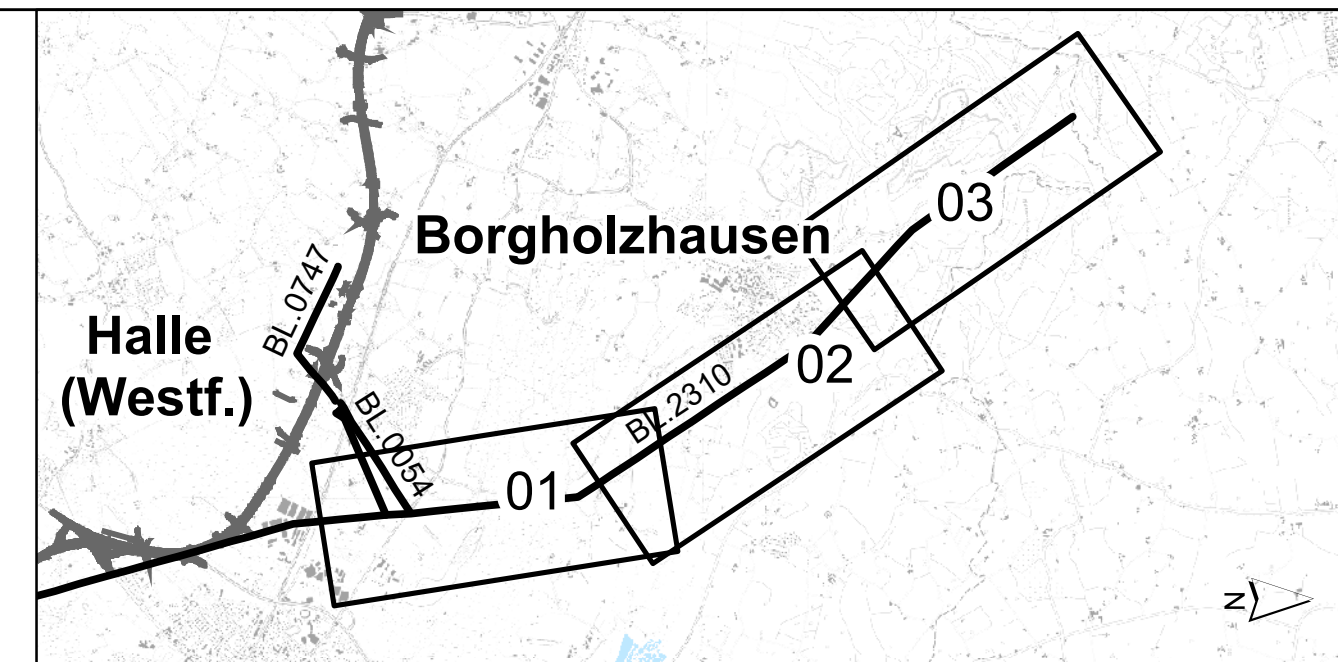 03
Borgholzhausen
BL.0747
Halle
(Westf.)
02
BL.2310
BL.0054
01
N